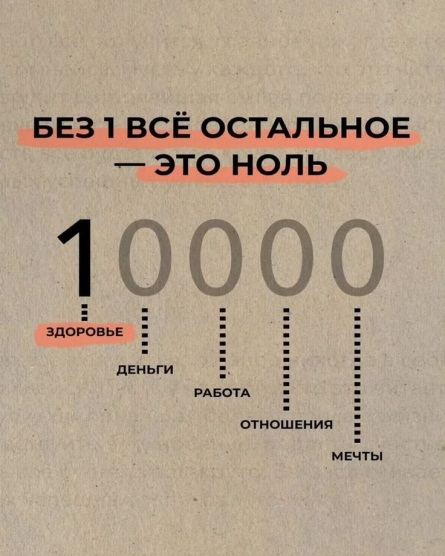 БЕЗ 1 ВСЁ ОСТАЛЬНОЕ
— ЭТО НОЛЬ
10000
ЗДОРОВЬЕ
ДЕНЬГИ
РАБОТА
ОТНОШЕНИЯ
МЕЧТЫ